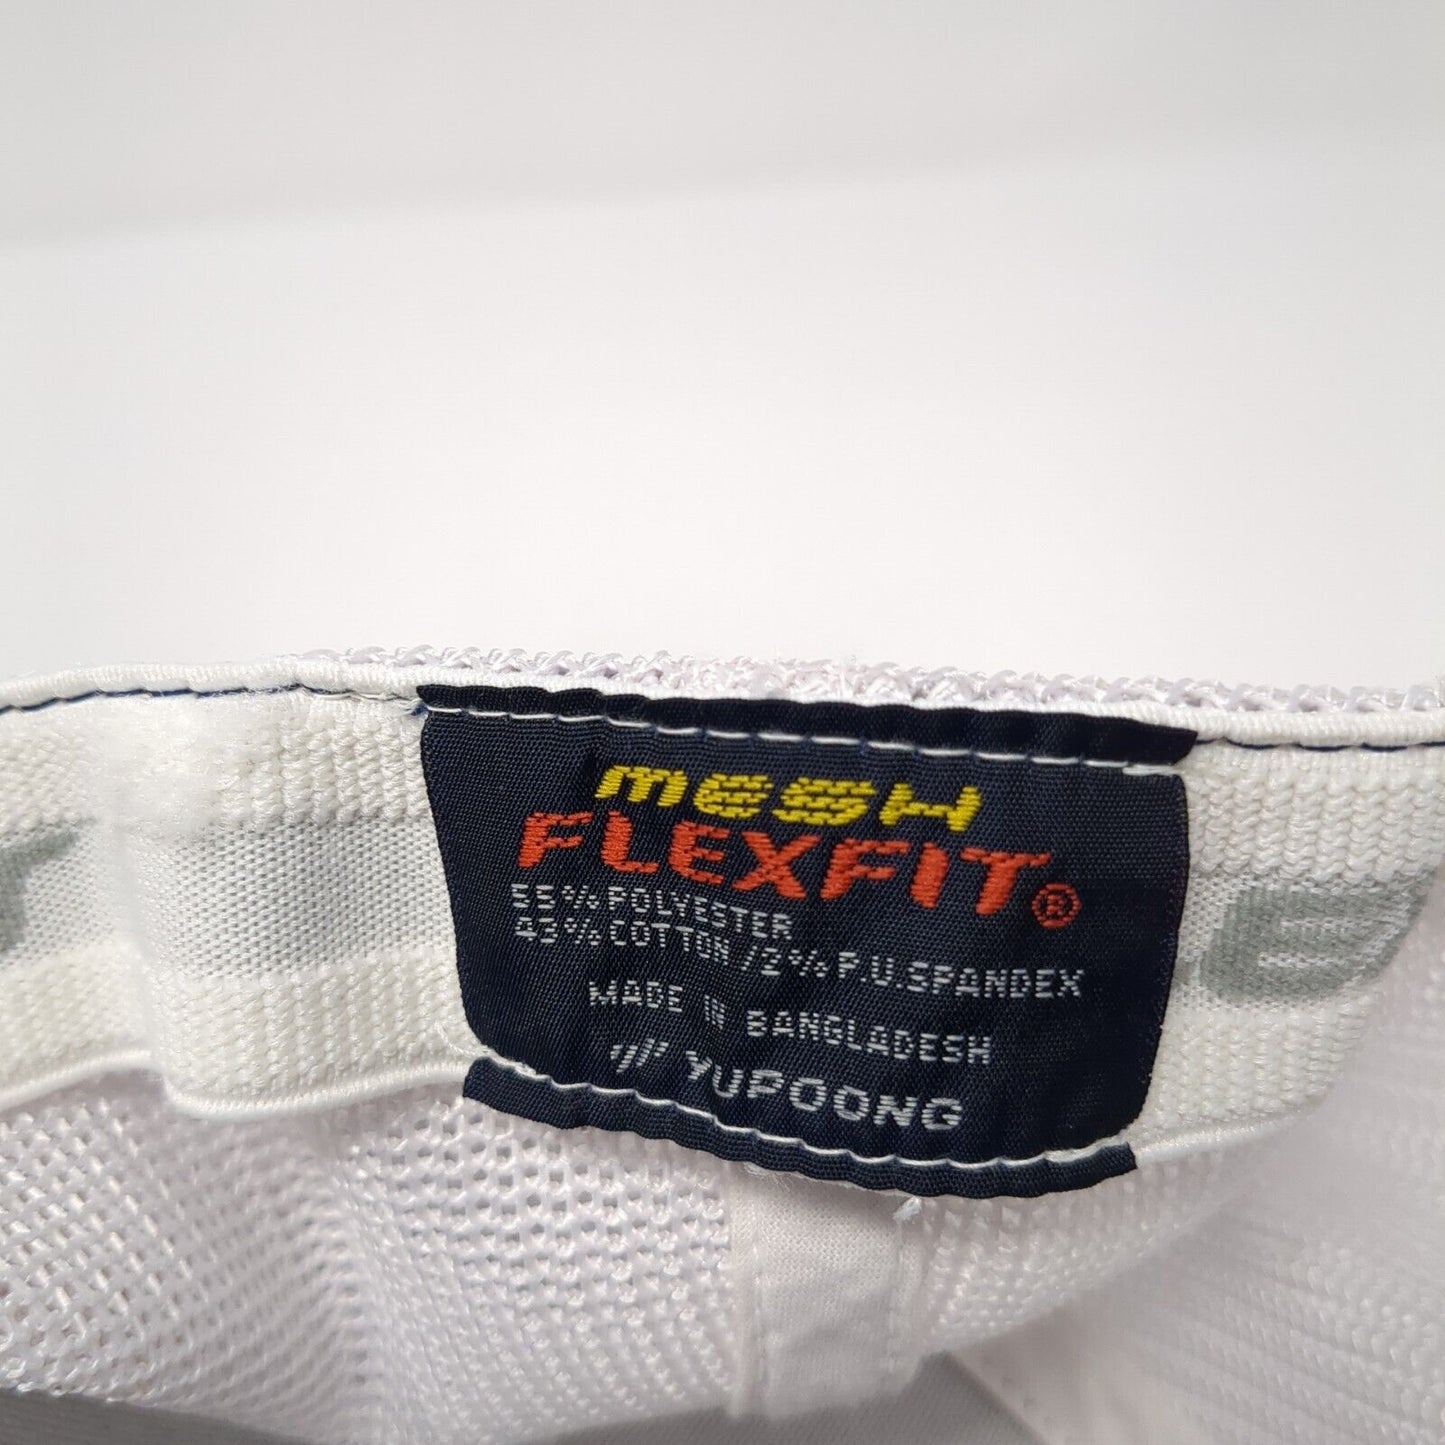 mesh
FLEXFIT®
55% POLYESTER
43% COTTON /2% P.U.SPANDEX
MADE IN BANGLADESH
YUPOONG